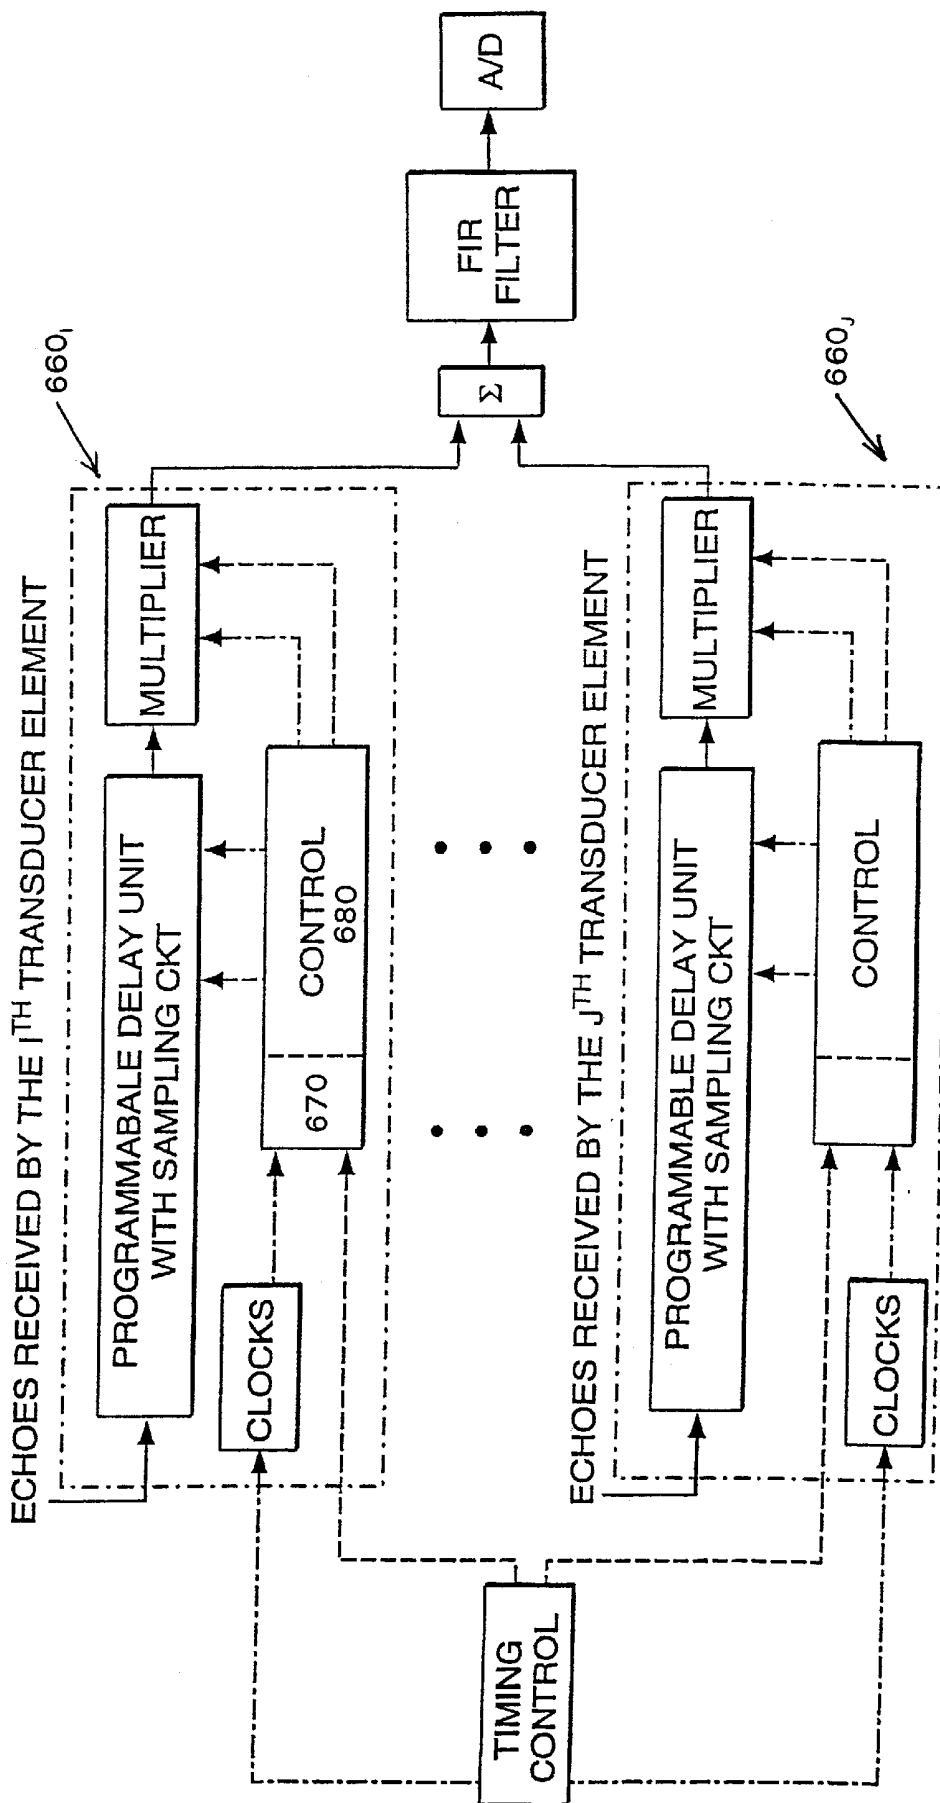 ECHOES RECEIVED BY THE ITH TRANSDUCER ELEMENT
660I
PROGRAMMABALE DELAY UNIT
WITH SAMPLING CKT
MULTIPLIER
CLOCKS
670
CONTROL
680
TIMING
CONTROL
Σ
FIR
FILTER
A/D
ECHOES RECEIVED BY THE JTH TRANSDUCER ELEMENT
660J
PROGRAMMABLE DELAY UNIT
WITH SAMPLING CKT
MULTIPLIER
CLOCKS
CONTROL